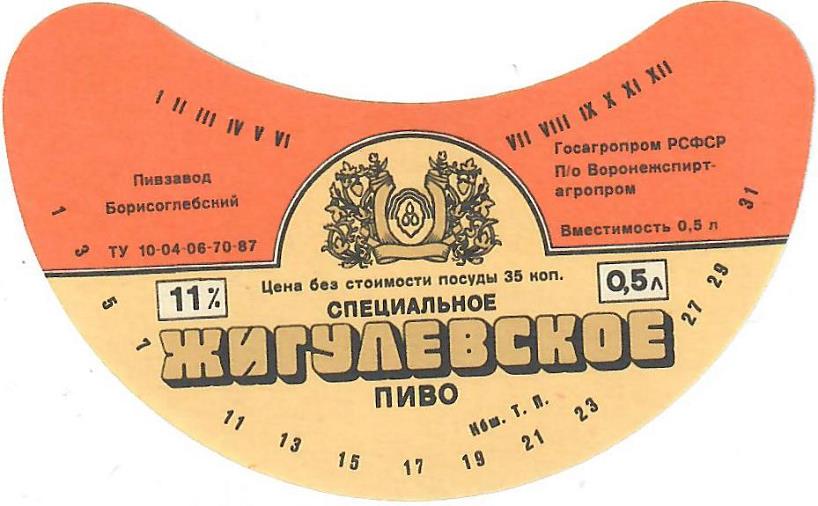 I II III IV V VI
VII VIII IX X XI XII
Пивзавод
Борисоглебский
ТУ 10-04-06-70-87
Госагропром РСФСР
П/о Воронежспирт-
агропром
Вместимость 0,5 л
Цена без стоимости посуды 35 коп.
11%
0,5 л
СПЕЦИАЛЬНОЕ
ЖИГУЛЕВСКОЕ
ПИВО
Т. П.
1 3 5 7 11 13 15 17 19 21 23 27 29 31